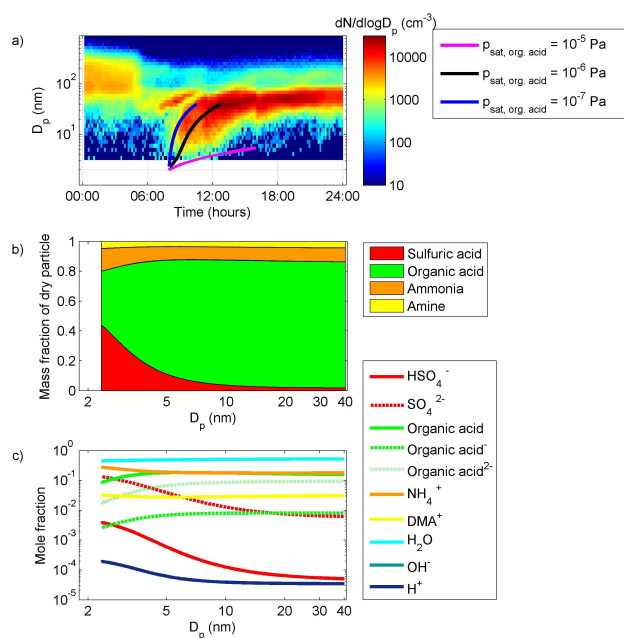 a)
dN/dlogDp (cm-3)
Dp (nm)
10²
10¹
00:00 06:00 12:00 18:00 24:00
Time (hours)
10000
1000
100
10
psat, org. acid = 10-5 Pa
psat, org. acid = 10-6 Pa
psat, org. acid = 10-7 Pa
b)
Mass fraction of dry particle
1
0.8
0.6
0.4
0.2
0
2 5 10 20 30 40
Dp (nm)
Sulfuric acid
Organic acid
Ammonia
Amine
c)
Mole fraction
10⁰
10-1
10-2
10-3
10-4
10-5
2 5 10 20 30 40
Dp (nm)
HSO4 -
SO4 2-
Organic acid
Organic acid-
Organic acid2-
NH4 +
DMA+
H2O
OH-
H+